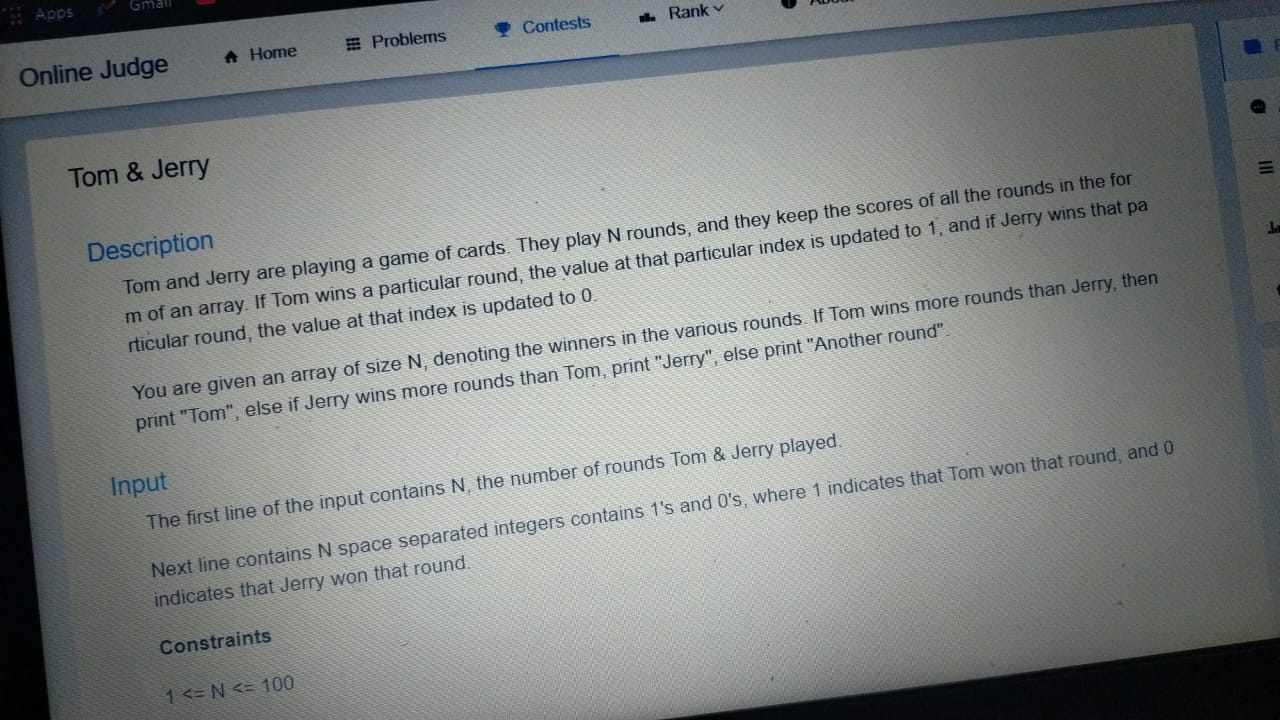 Apps
Gmail
Online Judge
Home
Problems
Contests
Rank
Tom & Jerry
Description
Tom and Jerry are playing a game of cards. They play N rounds, and they keep the scores of all the rounds in the for
m of an array. If Tom wins a particular round, the value at that particular index is updated to 1, and if Jerry wins that pa
rticular round, the value at that index is updated to 0.
You are given an array of size N, denoting the winners in the various rounds. If Tom wins more rounds than Jerry, then
print "Tom", else if Jerry wins more rounds than Tom, print "Jerry", else print "Another round".
Input
The first line of the input contains N, the number of rounds Tom & Jerry played.
Next line contains N space separated integers contains 1's and 0's, where 1 indicates that Tom won that round, and 0
indicates that Jerry won that round.
Constraints
1 <= N <= 100